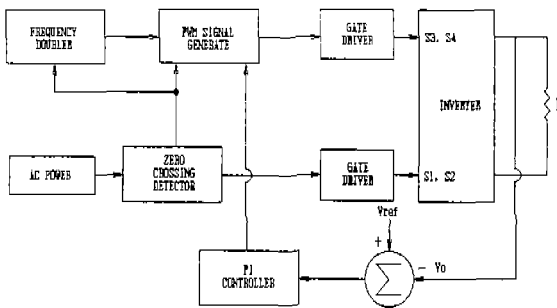 FREQUENCY
DOUBLER
PWM SIGNAL
GENERATE
GATE
DRIVER
S3. S4
INVERTER
S1. S2
AC POWER
ZERO
CROSSING
DETECTOR
GATE
DRIVER
Vref
+
- Vo
Σ
PI
CONTROLLER